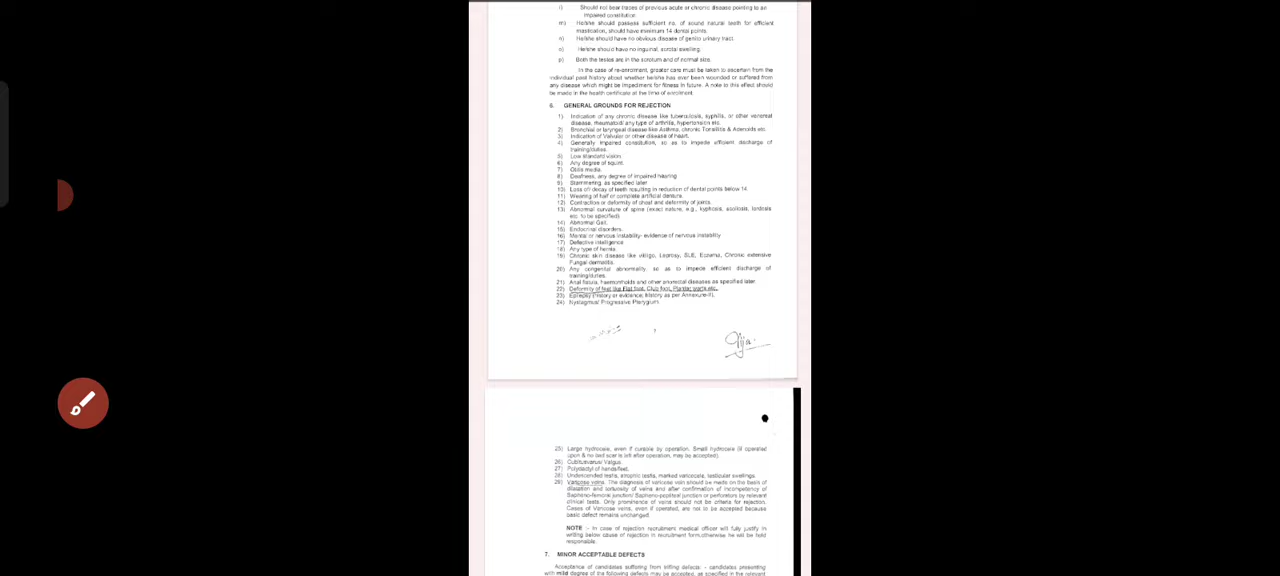 l) Should not bear traces of previous acute or chronic disease pointing to an
impaired constitution.
m) He/she should possess sufficient no. of sound natural teeth for efficient
mastication, should have minimum 14 dental points.
n) He/she should have no obvious disease of genito urinary tract.
o) He/she should have no inguinal, scrotal swelling.
p) Both the testes are in the scrotum and of normal size.
In the case of re-enrolment, greater care must be taken to ascertain from the
individual past history about whether he/she has ever been wounded or suffered from
any disease which might be impediment for fitness in future. A note to this effect should
be made in the health certificate at the time of enrolment.
6. GENERAL GROUNDS FOR REJECTION
1) Indication of any chronic disease like tuberculosis, syphilis, or other venereal
disease, rheumatoid/ any type of arthritis, hypertension etc.
2) Bronchial or laryngeal disease like Asthma, chronic Tonsilitis & Adenoids etc.
3) Indication of Valvular or other disease of heart.
4) Generally impaired constitution, so as to impede efficient discharge of
training/duties.
5) Low standard vision.
6) Any degree of squint.
7) Otitis media.
8) Deafness, any degree of impaired hearing
9) Stammering, as specified later
10) Loss of/ decay of teeth resulting in reduction of dental points below 14.
11) Wearing of half or complete artificial denture.
12) Contraction or deformity of chest and deformity of joints.
13) Abnormal curvature of spine (exact nature, e.g., kyphosis, scoliosis, lordosis
etc. to be specified).
14) Abnormal Gait.
15) Endocrinal disorders.
16) Mental or nervous instability- evidence of nervous instability
17) Defective intelligence
18) Any type of hernia.
19) Chronic skin disease like vitiligo, Leprosy, SLE, Eczema, Chronic extensive
Fungal dermatitis.
20) Any congenital abnormality, so as to impede efficient discharge of
training/duties.
21) Anal fistula, haemorrhoids and other anorectal diseases as specified later.
22) Deformity of feet like Flat foot, Club foot, Plantar warts etc.
23) Epilepsy (history or evidence, history as per Annexure-II).
24) Nystagmus/ Progressive Pterygium.
25) Large hydrocele, even if curable by operation. Small hydrocele (if operated
upon & no bad scar is left after operation, may be accepted).
26) Cubitusvarus/ Valgus.
27) Polydactyl of hands/feet.
28) Undescended testis, atrophic testis, marked varicocele, testicular swellings.
29) Varicose veins. The diagnosis of varicose vein should be made on the basis of
dilatation and tortuosity of veins and after confirmation of incompetency of
Sapheno-femoral junction/ Sapheno-popliteal junction or perforators by relevant
clinical tests. Only prominence of veins should not be criteria for rejection.
Cases of Varicose veins, even if operated, are not to be accepted because
basic defect remains unchanged.
NOTE :- In case of rejection recruitment medical officer will fully justify in
writing below cause of rejection in recruitment form,otherwise he will be held
responsible.
7. MINOR ACCEPTABLE DEFECTS
Acceptance of candidates suffering from trifling defects: - candidates presenting
with mild degree of the following defects may be accepted, as specified in the relevant